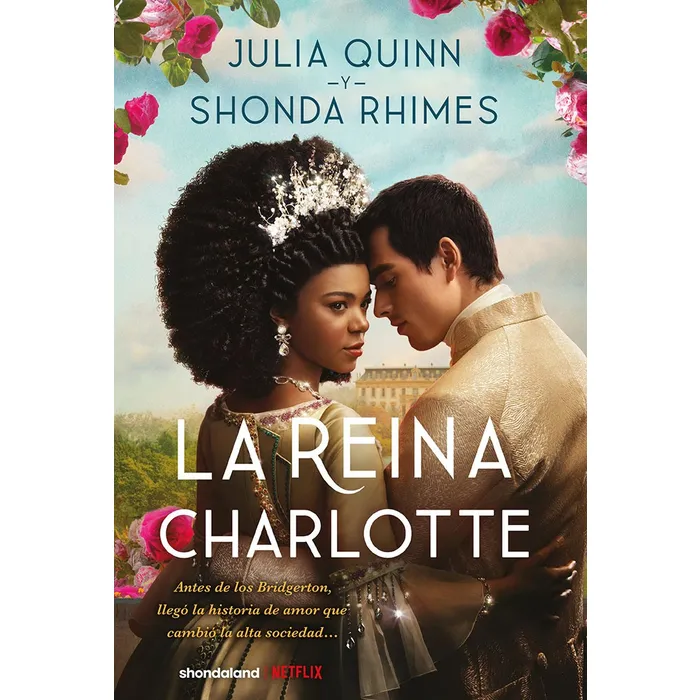 JULIA QUINN
–Y–
SHONDA RHIMES
LA REINA
CHARLOTTE
Antes de los Bridgerton,
llegó la historia de amor que
cambió la alta sociedad...
shondaland NETFLIX